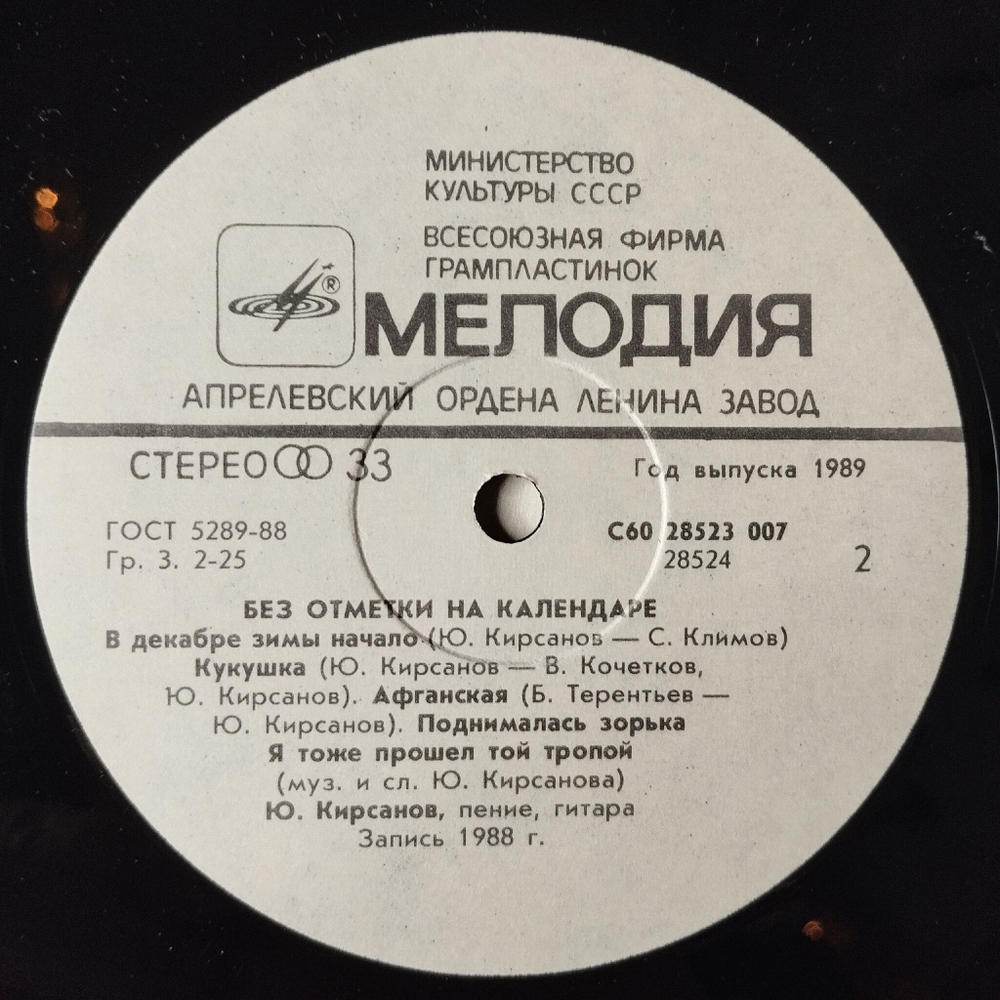 МИНИСТЕРСТВО
КУЛЬТУРЫ СССР
ВСЕСОЮЗНАЯ ФИРМА
ГРАМПЛАСТИНОК
®
МЕЛОДИЯ
АПРЕЛЕВСКИЙ ОРДЕНА ЛЕНИНА ЗАВОД
СТЕРЕО 33
Год выпуска 1989
ГОСТ 5289-88
С60 28523 007
Гр. 3. 2-25
28524
2
БЕЗ ОТМЕТКИ НА КАЛЕНДАРЕ
В декабре зимы начало (Ю. Кирсанов — С. Климов)
Кукушка (Ю. Кирсанов — В. Кочетков,
Ю. Кирсанов). Афганская (Б. Терентьев —
Ю. Кирсанов). Поднималась зорька
Я тоже прошел той тропой
(муз. и сл. Ю. Кирсанова)
Ю. Кирсанов, пение, гитара
Запись 1988 г.